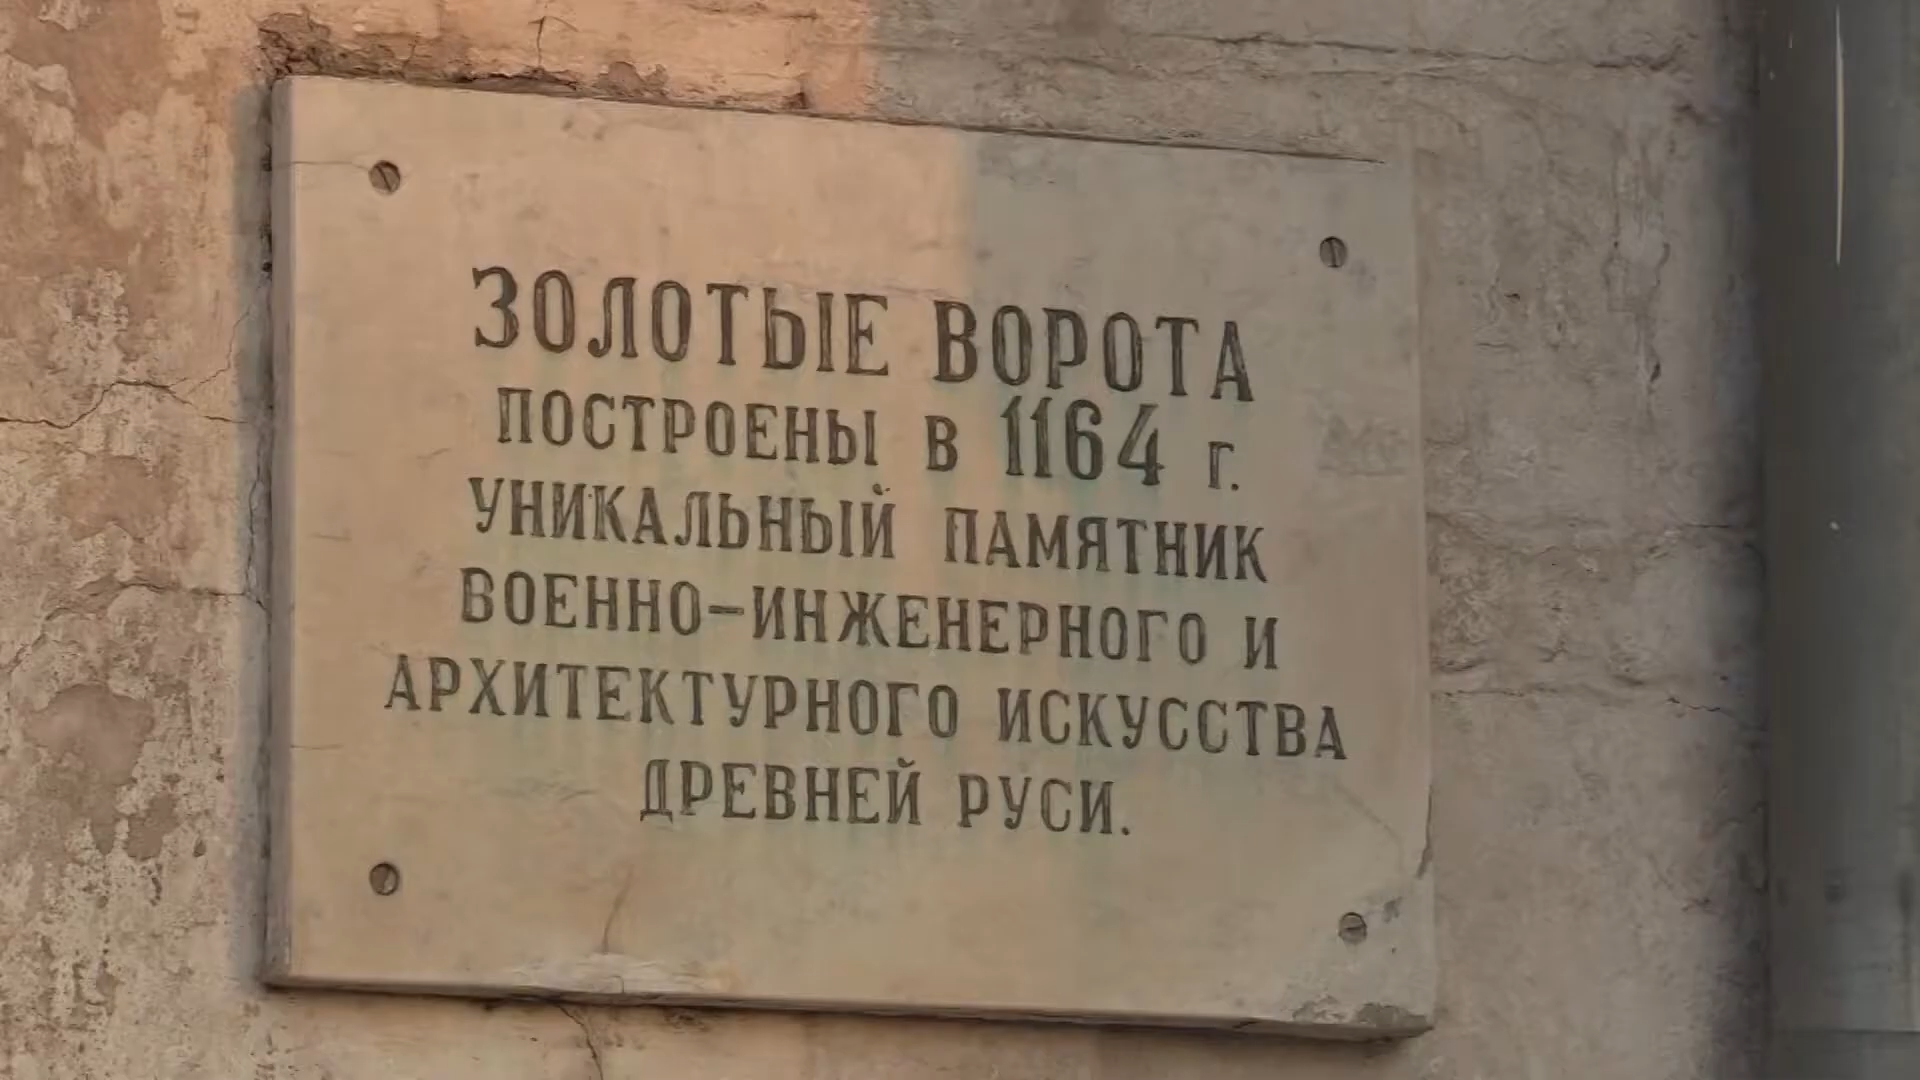 ЗОЛОТЫЕ ВОРОТА
ПОСТРОЕНЫ В 1164 г.
УНИКАЛЬНЫЙ ПАМЯТНИК
ВОЕННО-ИНЖЕНЕРНОГО И
АРХИТЕКТУРНОГО ИСКУССТВА
ДРЕВНЕЙ РУСИ.